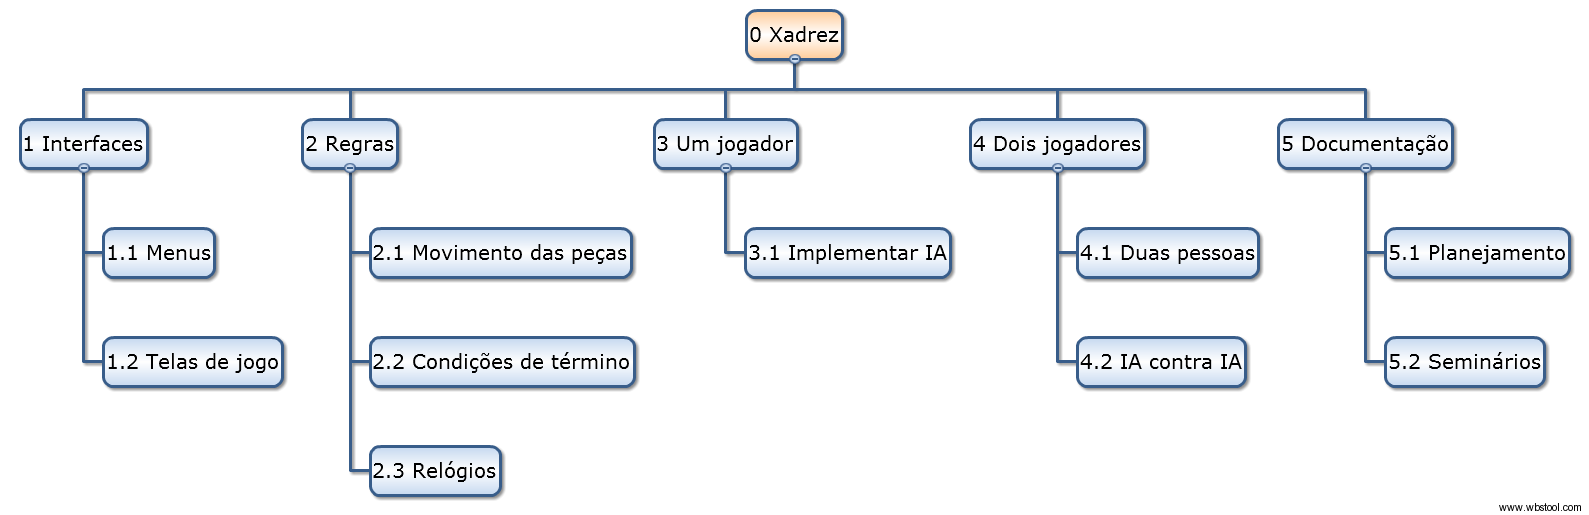 0 Xadrez
1 Interfaces
2 Regras
3 Um jogador
4 Dois jogadores
5 Documentação
1.1 Menus
2.1 Movimento das peças
3.1 Implementar IA
4.1 Duas pessoas
5.1 Planejamento
1.2 Telas de jogo
2.2 Condições de término
4.2 IA contra IA
5.2 Seminários
2.3 Relógios
www.wbstool.com